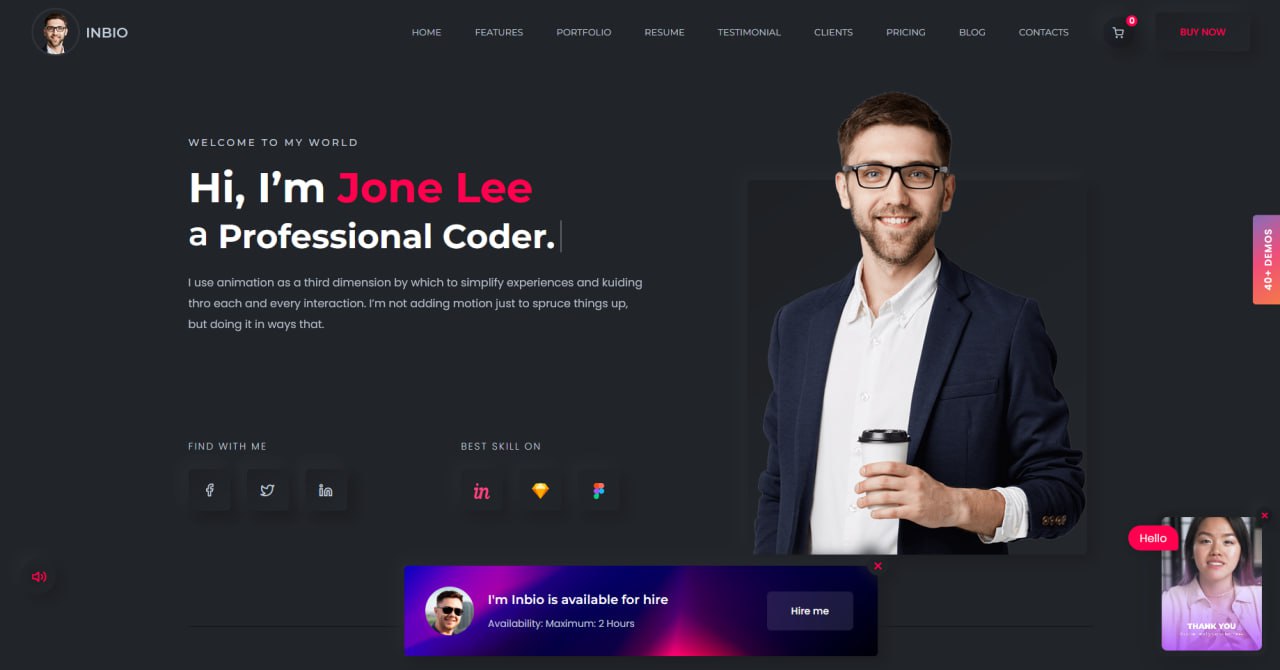 INBIO
HOME FEATURES PORTFOLIO RESUME TESTIMONIAL CLIENTS PRICING BLOG CONTACTS
0
BUY NOW
WELCOME TO MY WORLD
Hi, I’m Jone Lee
a Professional Coder.
I use animation as a third dimension by which to simplify experiences and kuiding
thro each and every interaction. I’m not adding motion just to spruce things up,
but doing it in ways that.
40+ DEMOS
FIND WITH ME
BEST SKILL ON
in
in
I'm Inbio is available for hire
Availability: Maximum: 2 Hours
Hire me
Hello
THANK YOU